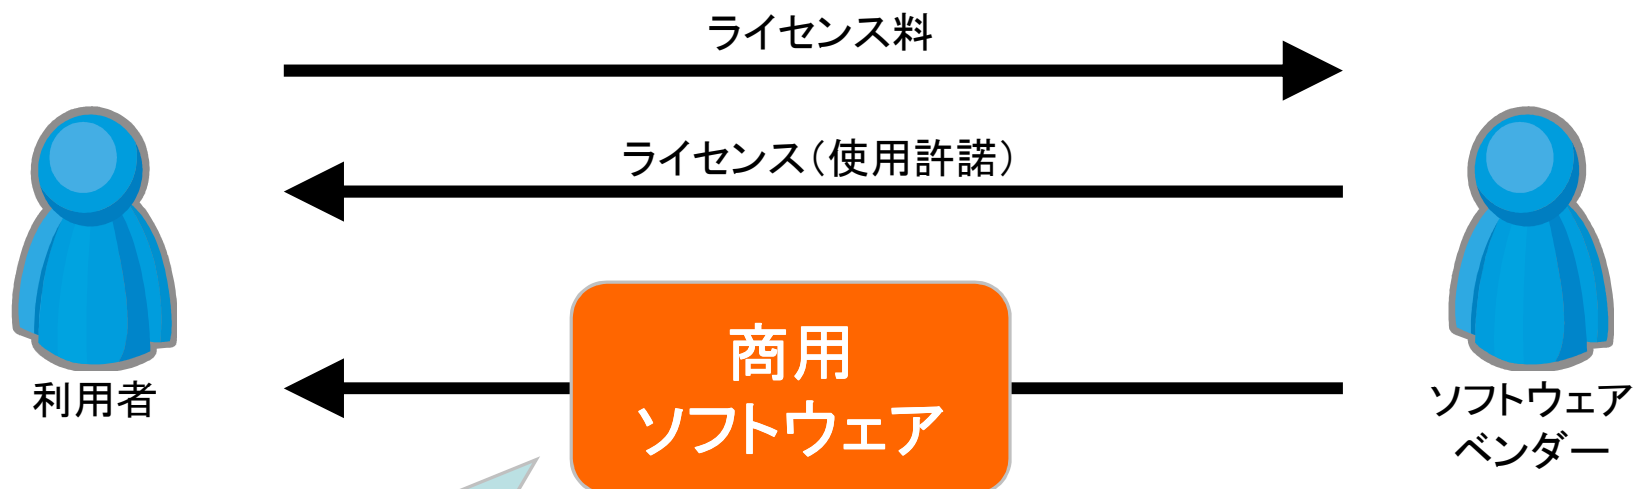 ライセンス料
ライセンス（使用許諾）
商用
ソフトウェア
利用者
ソフトウェア
ベンダー